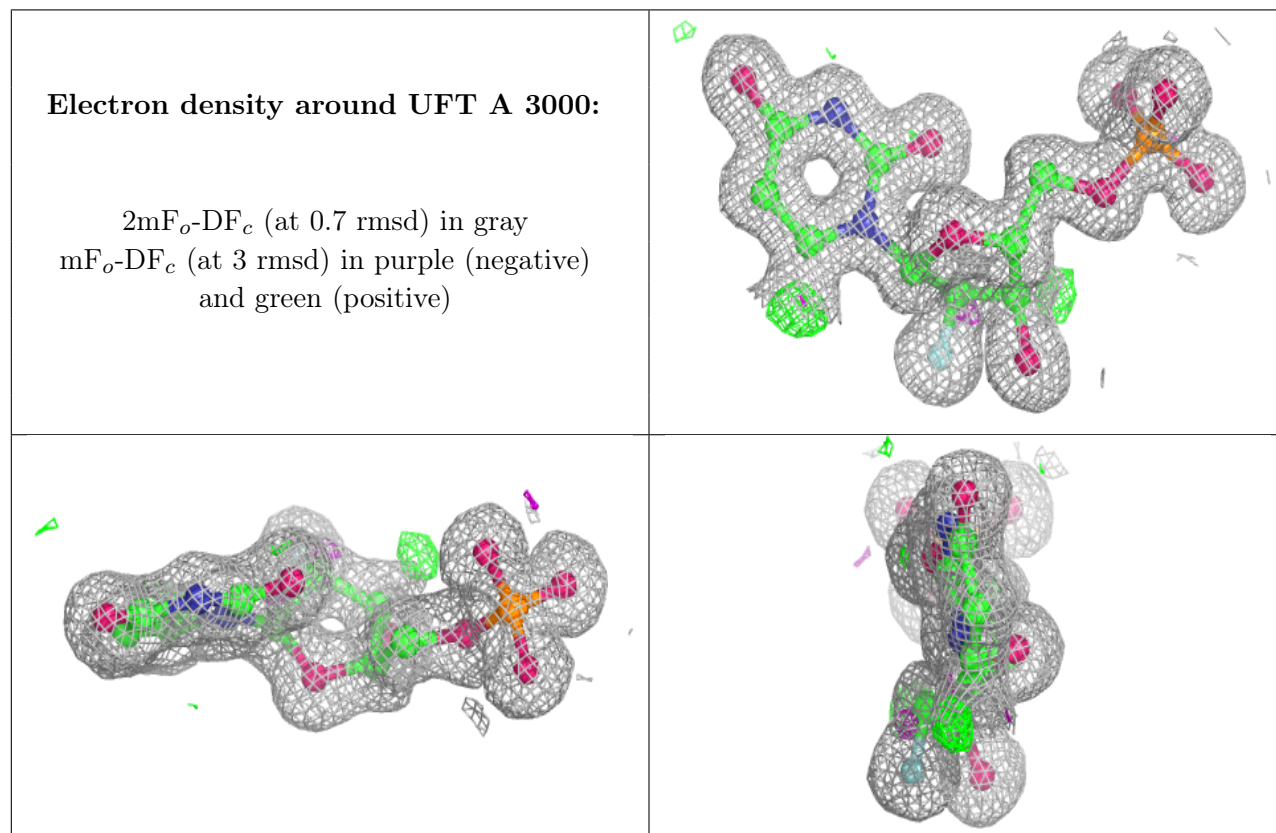 Electron density around UFT A 3000:
2mFo-DFc (at 0.7 rmsd) in gray
mFo-DFc (at 3 rmsd) in purple (negative)
and green (positive)